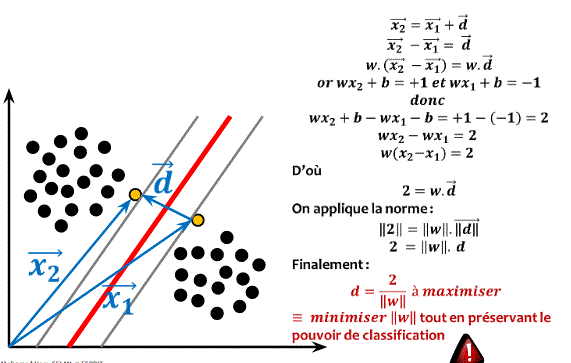 x₂ = x₁ + d
x₂ − x₁ = d
w. (x₂ − x₁) = w. d
or wx₂ + b = +1 et wx₁ + b = −1
donc
wx₂ + b − wx₁ − b = +1 − (−1) = 2
wx₂ − wx₁ = 2
w(x₂−x₁) = 2
D'où
2 = w. d
On applique la norme :
‖2‖ = ‖w‖. ‖d‖
2 = ‖w‖. d
Finalement :
d = 2/‖w‖ à maximiser
≡ minimiser ‖w‖ tout en préservant le
pouvoir de classification
d
x₂
x₁
!